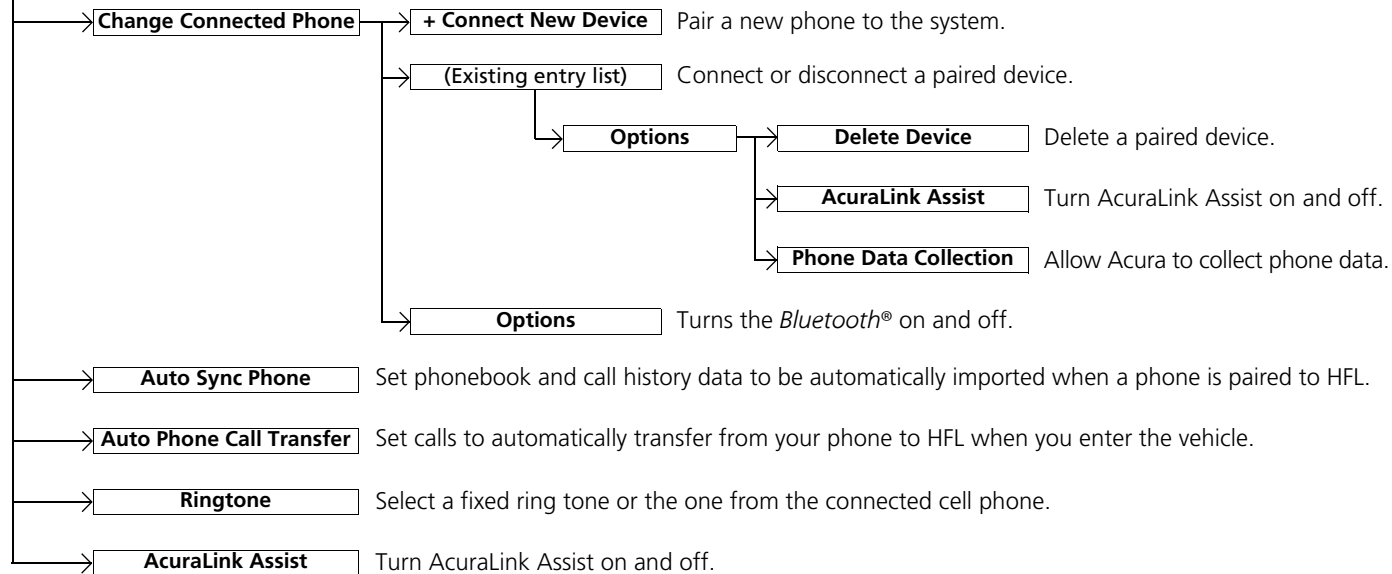 Change Connected Phone + Connect New Device Pair a new phone to the system.
(Existing entry list) Connect or disconnect a paired device.
Options Delete Device Delete a paired device.
AcuraLink Assist Turn AcuraLink Assist on and off.
Phone Data Collection Allow Acura to collect phone data.
Options Turns the Bluetooth® on and off.
Auto Sync Phone Set phonebook and call history data to be automatically imported when a phone is paired to HFL.
Auto Phone Call Transfer Set calls to automatically transfer from your phone to HFL when you enter the vehicle.
Ringtone Select a fixed ring tone or the one from the connected cell phone.
AcuraLink Assist Turn AcuraLink Assist on and off.